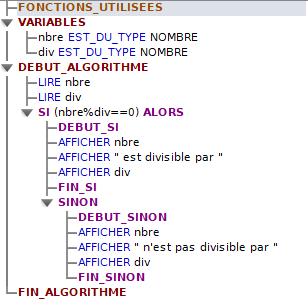 FONCTIONS_UTILISEES
VARIABLES
nbre EST_DU_TYPE NOMBRE
div EST_DU_TYPE NOMBRE
DEBUT_ALGORITHME
LIRE nbre
LIRE div
SI (nbre%div==0) ALORS
DEBUT_SI
AFFICHER nbre
AFFICHER " est divisible par "
AFFICHER div
FIN_SI
SINON
DEBUT_SINON
AFFICHER nbre
AFFICHER " n'est pas divisible par "
AFFICHER div
FIN_SINON
FIN_ALGORITHME